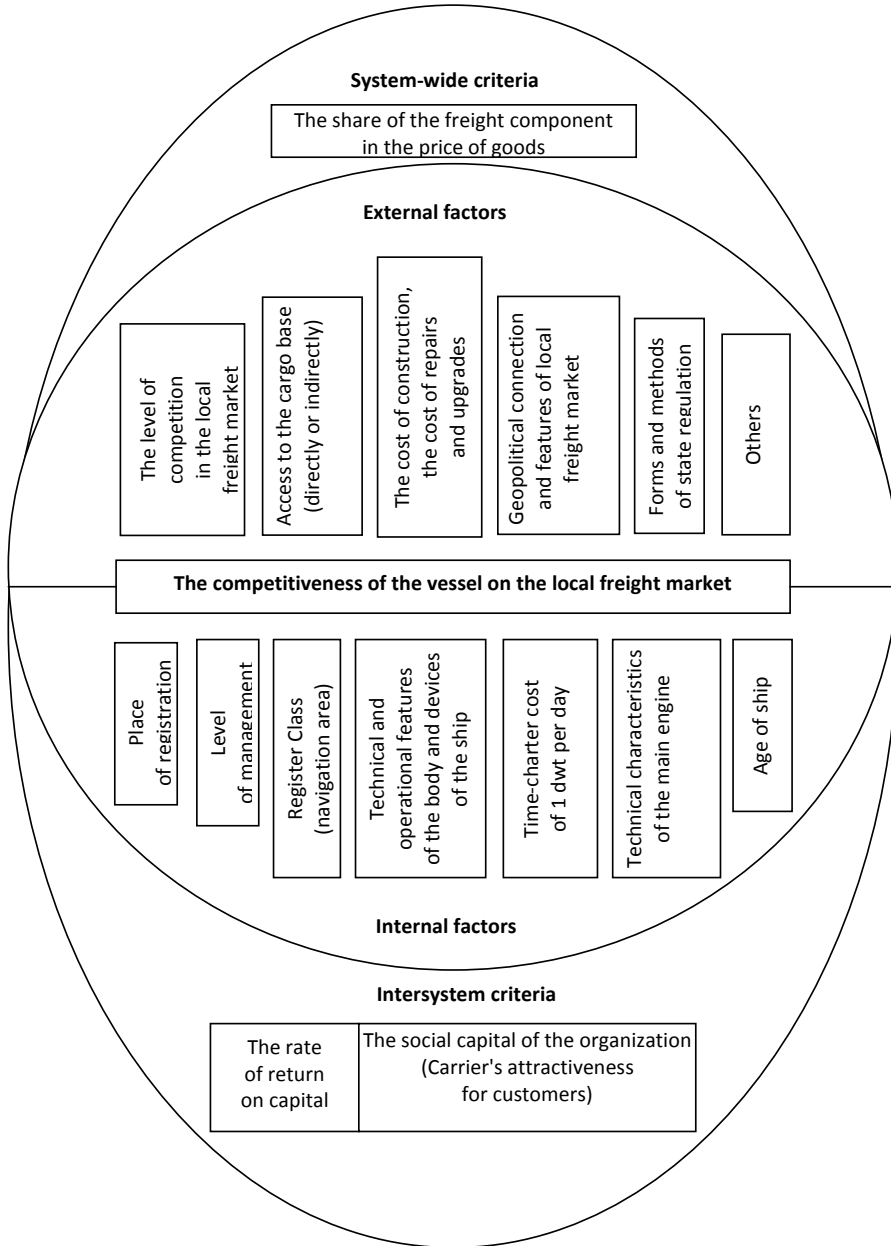 System-wide criteria
The share of the freight component
in the price of goods
External factors
The level of
competition
in the local
freight market
Access to the cargo base
(directly or indirectly)
The cost of construction,
the cost of repairs
and upgrades
Geopolitical connection
and features of local
freight market
Forms and methods
of state regulation
Others
The competitiveness of the vessel on the local freight market
Place
of registration
Level
of management
Register Class
(navigation area)
Technical and
operational features
of the body and devices
of the ship
Time-charter cost
of 1 dwt per day
Technical characteristics
of the main engine
Age of ship
Internal factors
Intersystem criteria
The rate
of return
on capital
The social capital of the organization
(Carrier's attractiveness
for customers)